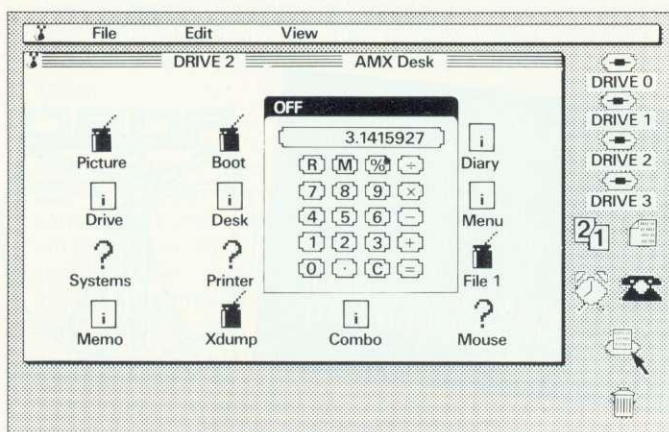 File Edit View
DRIVE 2 AMX Desk
OFF
3.1415927
R M % ÷
7 8 9 ×
4 5 6 −
1 2 3 +
0 · C =
Picture Boot Diary
i i i
Drive Desk Menu
? ?
Systems Printer File 1
i i ?
Memo Xdump Combo Mouse
DRIVE 0
DRIVE 1
DRIVE 2
DRIVE 3
21